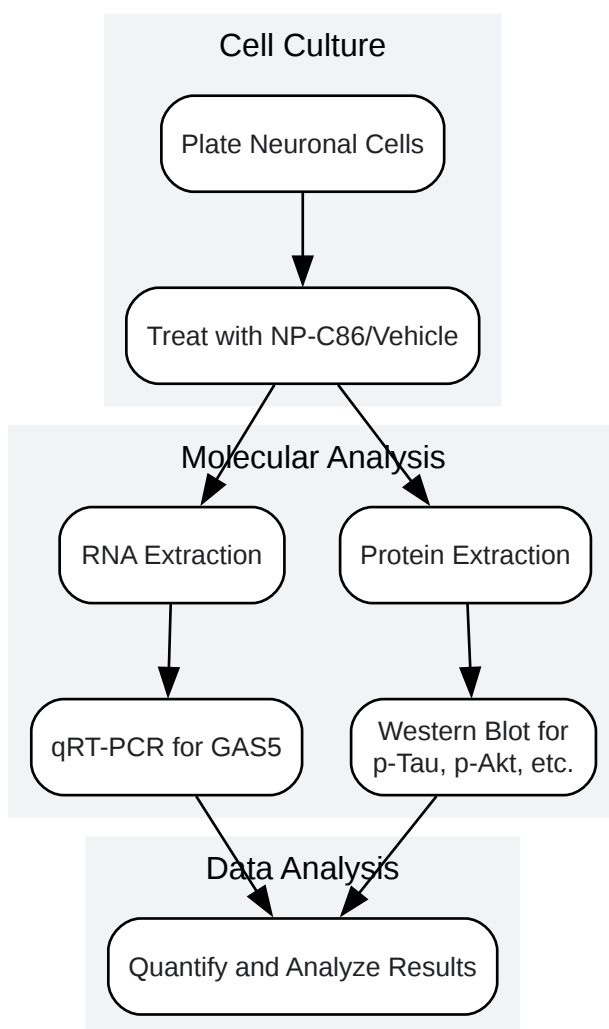 Cell Culture
Plate Neuronal Cells
Treat with NP-C86/Vehicle
Molecular Analysis
RNA Extraction
Protein Extraction
qRT-PCR for GAS5
Western Blot for
p-Tau, p-Akt, etc.
Data Analysis
Quantify and Analyze Results